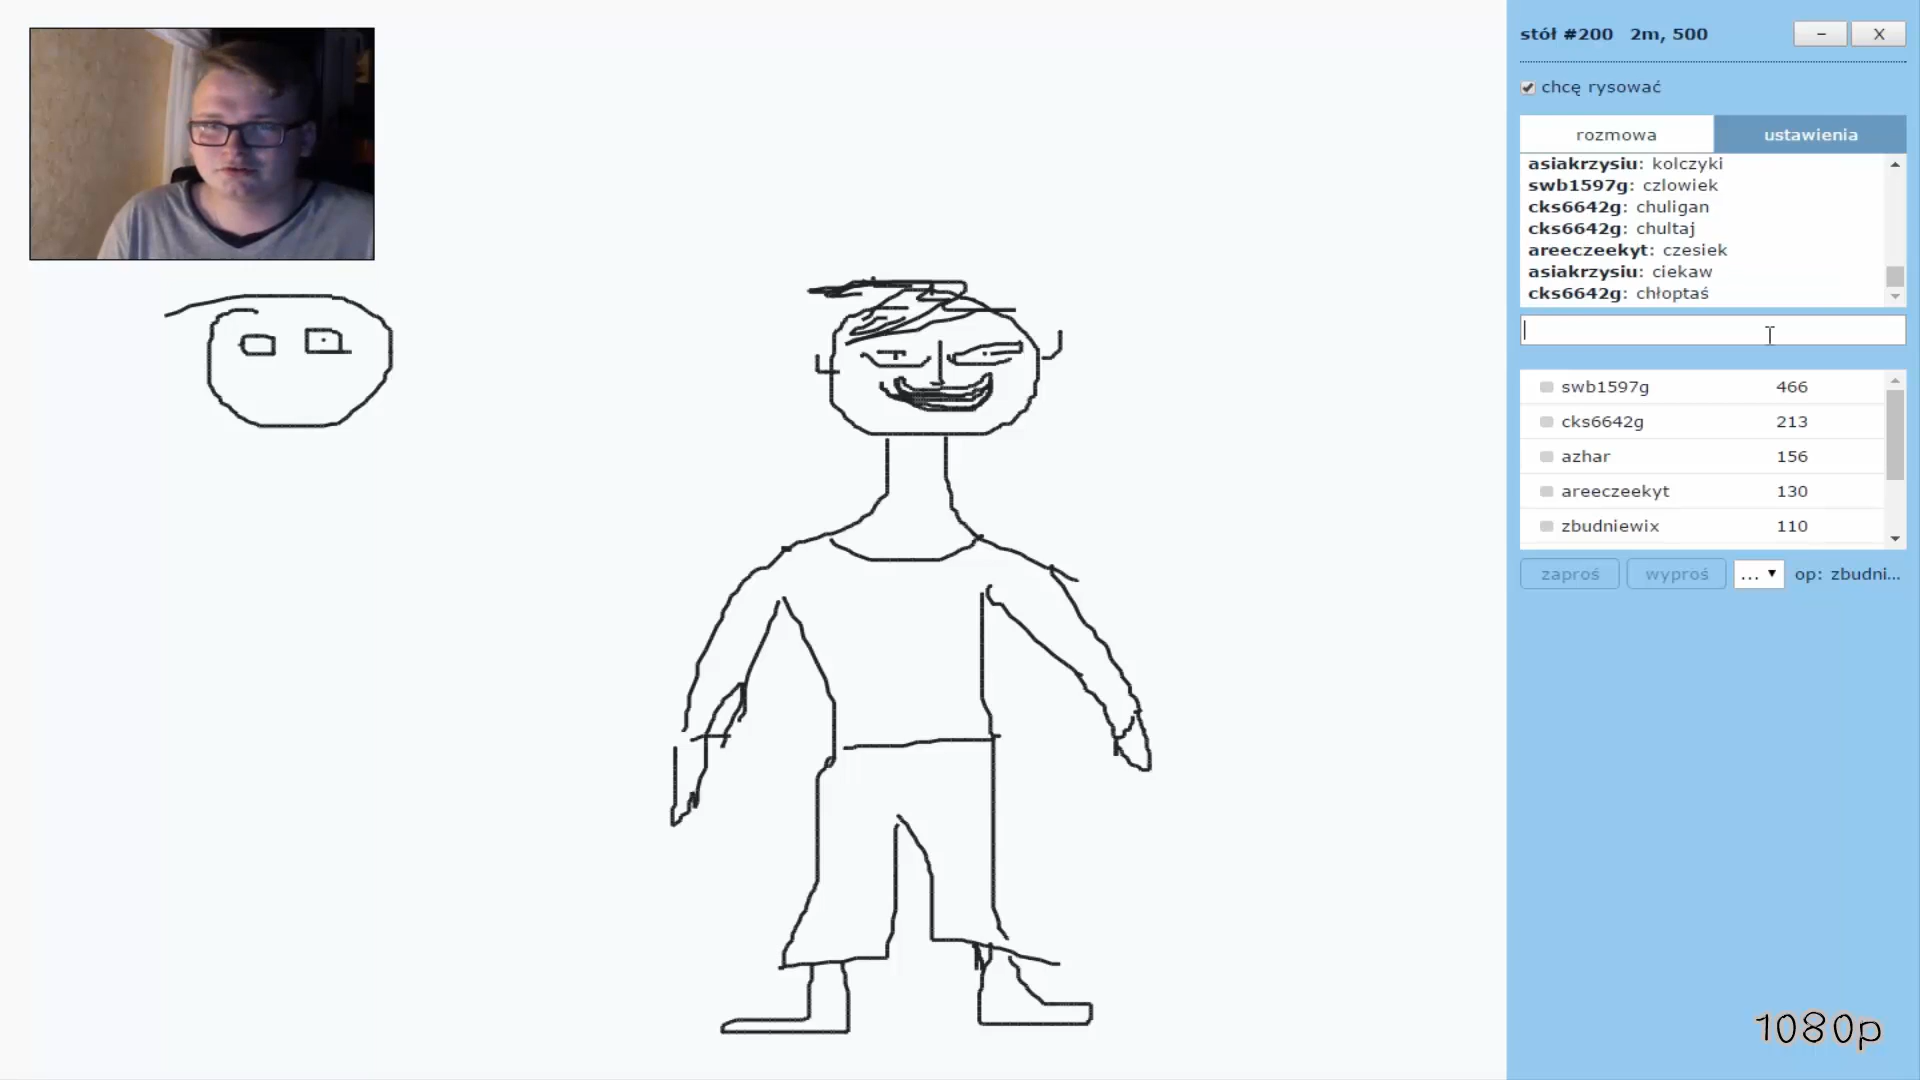 stół #200 2m, 500
– X
chcę rysować
rozmowa ustawienia
asiakrzysiu: kolczyki
swb1597g: czlowiek
cks6642g: chuligan
cks6642g: chultaj
areeczeekyt: czesiek
asiakrzysiu: ciekaw
cks6642g: chłoptaś
swb1597g 466
cks6642g 213
azhar 156
areeczeekyt 130
zbudniewix 110
zaproś wyproś ... op: zbudni...
1080p